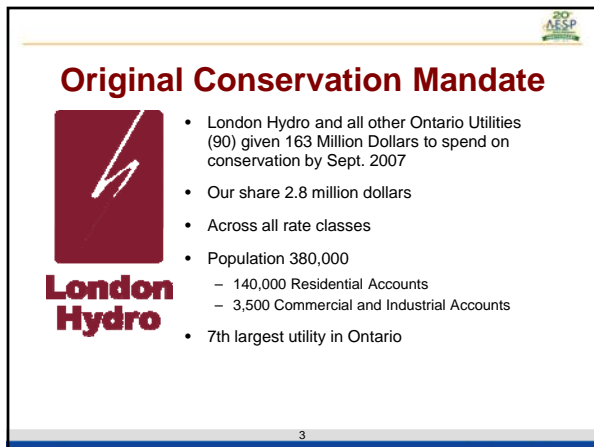 20
AESP
Original Conservation Mandate
• London Hydro and all other Ontario Utilities
(90) given 163 Million Dollars to spend on
conservation by Sept. 2007
• Our share 2.8 million dollars
• Across all rate classes
• Population 380,000
– 140,000 Residential Accounts
– 3,500 Commercial and Industrial Accounts
• 7th largest utility in Ontario
London
Hydro
3